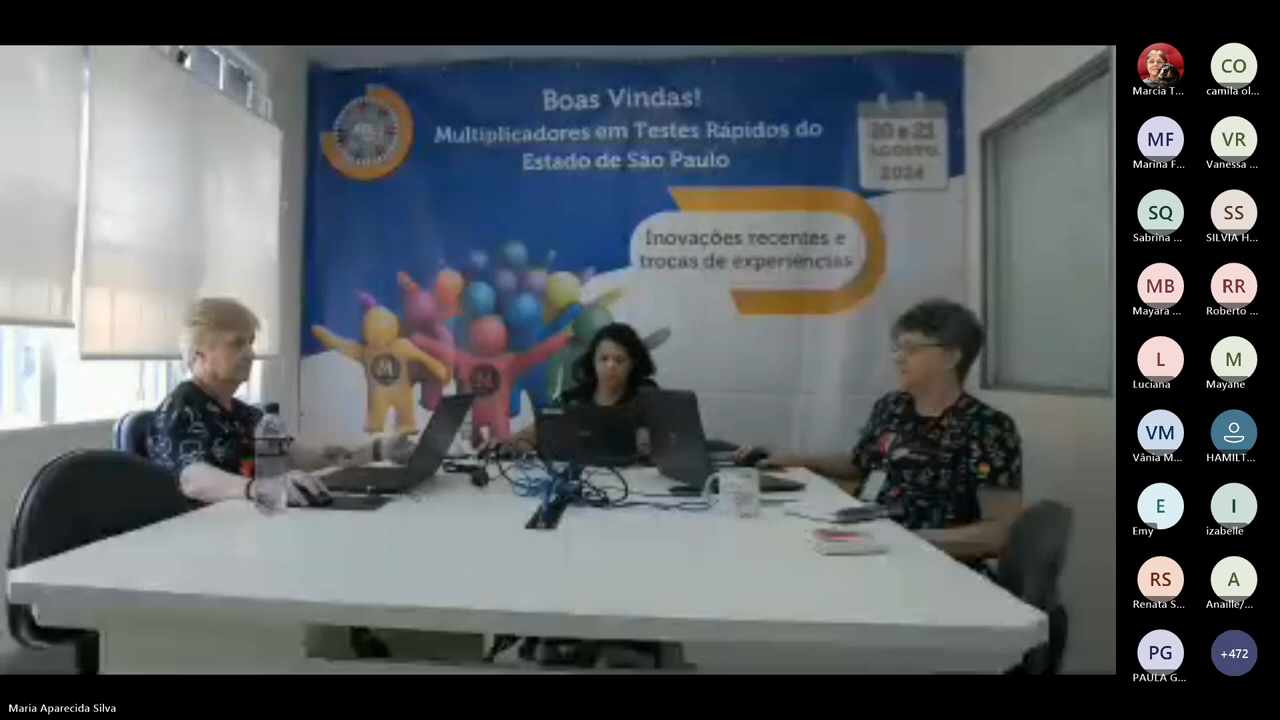 Boas Vindas!
Multiplicadores em Testes Rápidos do
Estado de São Paulo
20 e 21
AGOSTO
2024
Inovações recentes e
trocas de experiências
M
M
Marcia T...
CO
camila ol...
MF
Marina F...
VR
Vanessa ...
SQ
Sabrina ...
SS
SILVIA H...
MB
Mayara ...
RR
Roberto ...
L
Luciana
M
Mayane
VM
Vânia M...
HAMILT...
E
Emy
I
izabelle
RS
Renata S...
A
Anaille/...
PG
PAULA G...
+472
Maria Aparecida Silva